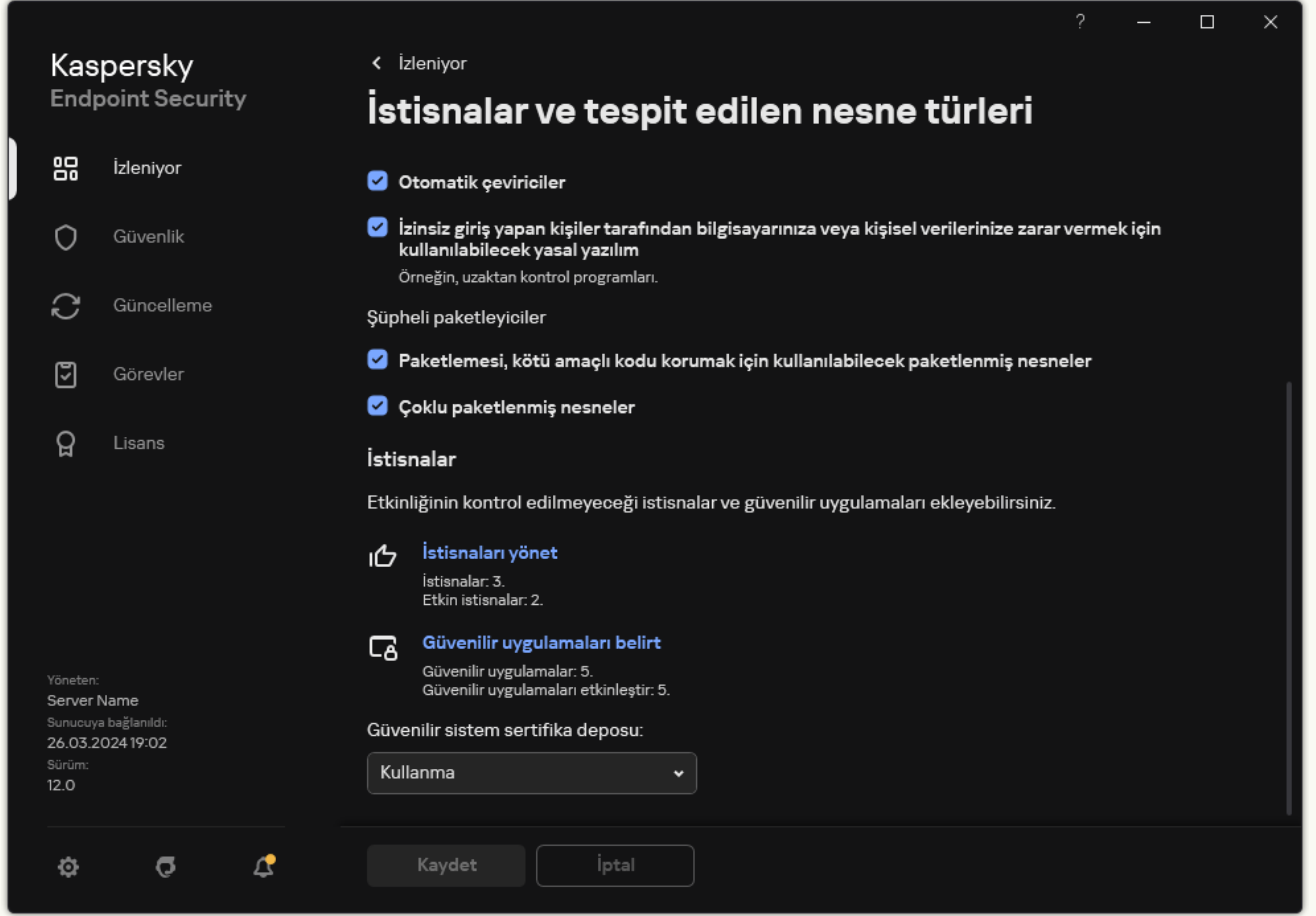 ?
Kaspersky
Endpoint Security
İzleniyor
Güvenlik
Güncelleme
Görevler
Lisans
Yöneten:
Server Name
Sunucuya bağlanıldı:
26.03.2024 19:02
Sürüm:
12.0
İzleniyor
İstisnalar ve tespit edilen nesne türleri
Otomatik çeviriciler
İzinsiz giriş yapan kişiler tarafından bilgisayarınıza veya kişisel verilerinize zarar vermek için
kullanılabilecek yasal yazılım
Örneğin, uzaktan kontrol programları.
Şüpheli paketleyiciler
Paketlemesi, kötü amaçlı kodu korumak için kullanılabilecek paketlenmiş nesneler
Çoklu paketlenmiş nesneler
İstisnalar
Etkinliğinin kontrol edilmeyeceği istisnalar ve güvenilir uygulamaları ekleyebilirsiniz.
İstisnaları yönet
İstisnalar: 3.
Etkin istisnalar: 2.
Güvenilir uygulamaları belirt
Güvenilir uygulamalar: 5.
Güvenilir uygulamaları etkinleştir: 5.
Güvenilir sistem sertifika deposu:
Kullanma
Kaydet
İptal